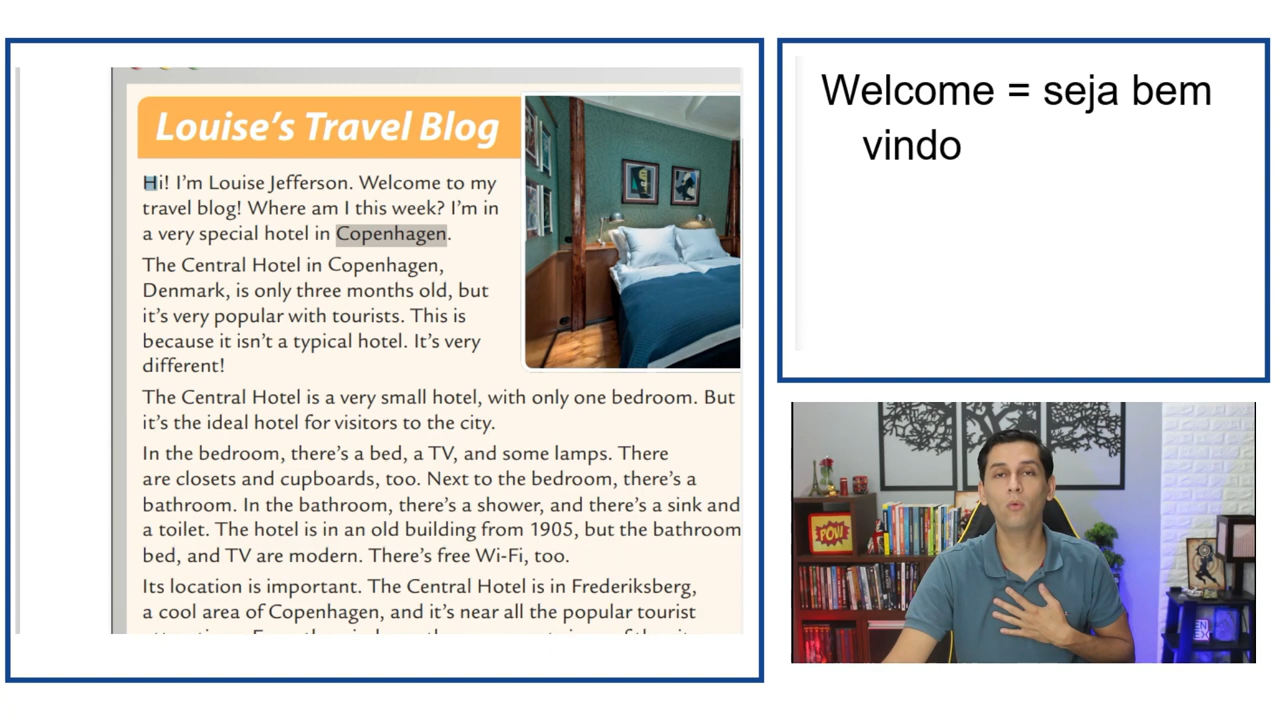 Louise's Travel Blog
Hi! I'm Louise Jefferson. Welcome to my
travel blog! Where am I this week? I'm in
a very special hotel in Copenhagen.
The Central Hotel in Copenhagen,
Denmark, is only three months old, but
it's very popular with tourists. This is
because it isn't a typical hotel. It's very
different!
The Central Hotel is a very small hotel, with only one bedroom. But
it's the ideal hotel for visitors to the city.
In the bedroom, there's a bed, a TV, and some lamps. There
are closets and cupboards, too. Next to the bedroom, there's a
bathroom. In the bathroom, there's a shower, and there's a sink and
a toilet. The hotel is in an old building from 1905, but the bathroom
bed, and TV are modern. There's free Wi-Fi, too.
Its location is important. The Central Hotel is in Frederiksberg,
a cool area of Copenhagen, and it's near all the popular tourist
Welcome = seja bem
vindo
POW!